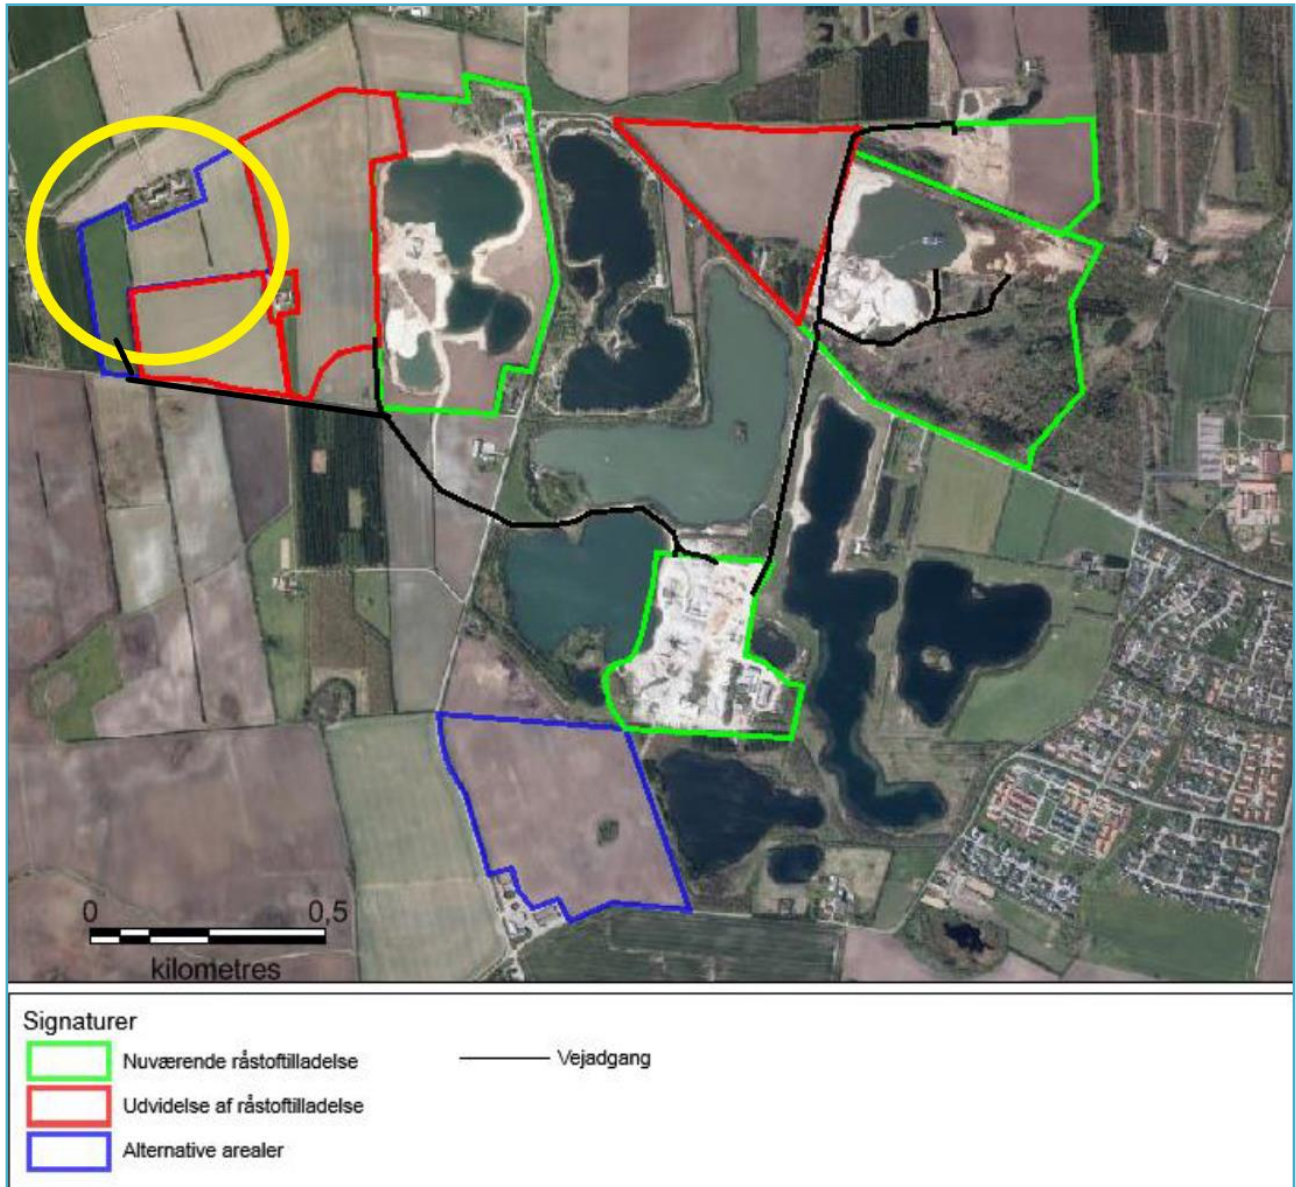 0 0,5
kilometres
Signaturer
Nuværende råstoftilladelse
Vejadgang
Udvidelse af råstoftilladelse
Alternative arealer